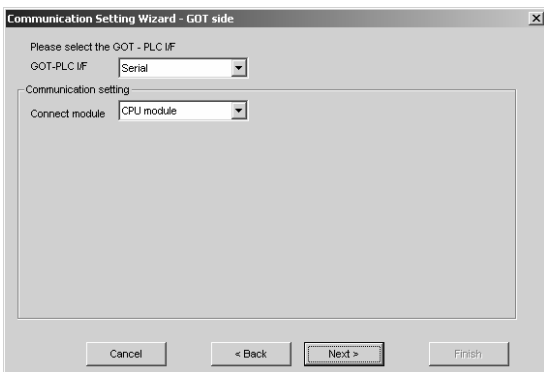 Communication Setting Wizard - GOT side
Please select the GOT - PLC I/F
GOT-PLC I/F Serial
Communication setting
Connect module CPU module
Cancel < Back Next > Finish